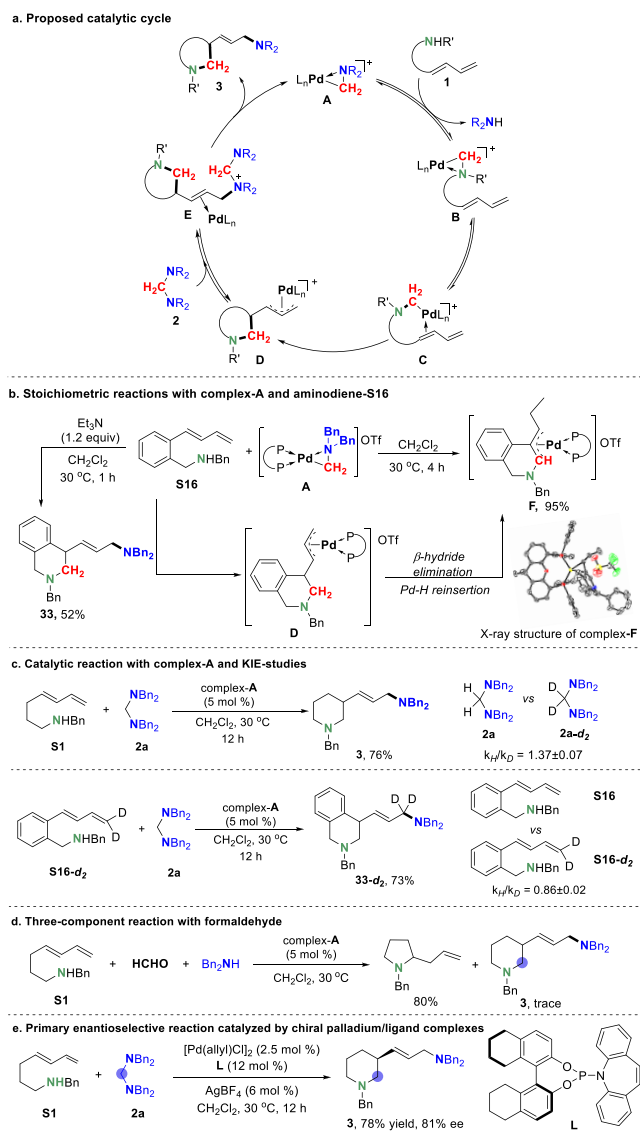 a. Proposed catalytic cycle
NR2
N
R'
CH2
3
LnPd
NR2
CH2
+
A
NHR'
1
R2NH
LnPd
CH2
N
R'
+
B
R'
N
CH2
NR2
H2C
NR2
+
E
PdLn
H2C
NR2
NR2
2
PdLn
+
N
CH2
R'
D
R'
N
H2
C
PdLn
+
C
b. Stoichiometric reactions with complex-A and aminodiene-S16
Et3N
(1.2 equiv)
CH2Cl2
30 °C, 1 h
NHBn
S16
+
P
P
Pd
Bn
NBn
CH2
OTf
A
CH2Cl2
30 °C, 4 h
Pd
P
P
CH
N
Bn
OTf
F, 95%
NBn2
N
CH2
Bn
33, 52%
Pd
P
P
CH2
N
Bn
OTf
D
β-hydride
elimination
Pd-H reinsertion
X-ray structure of complex-F
c. Catalytic reaction with complex-A and KIE-studies
NHBn
S1
+
NBn2
NBn2
2a
complex-A
(5 mol %)
CH2Cl2, 30 °C
12 h
NBn2
N
Bn
3, 76%
H
H
NBn2
NBn2
2a
vs
D
D
NBn2
NBn2
2a-d2
kH/kD = 1.37±0.07
D
D
NHBn
S16-d2
+
NBn2
NBn2
2a
complex-A
(5 mol %)
CH2Cl2, 30 °C
12 h
D D
NBn2
N
Bn
33-d2, 73%
NHBn
S16
vs
D
D
NHBn
S16-d2
kH/kD = 0.86±0.02
d. Three-component reaction with formaldehyde
NHBn
S1
+ HCHO + Bn2NH
complex-A
(5 mol %)
CH2Cl2, 30 °C
N
Bn
80%
+
NBn2
N
Bn
3, trace
e. Primary enantioselective reaction catalyzed by chiral palladium/ligand complexes
NHBn
S1
+
NBn2
NBn2
2a
[Pd(allyl)Cl]2 (2.5 mol %)
L (12 mol %)
AgBF4 (6 mol %)
CH2Cl2, 30 °C, 12 h
NBn2
N
Bn
3, 78% yield, 81% ee
O
P
O
N
L